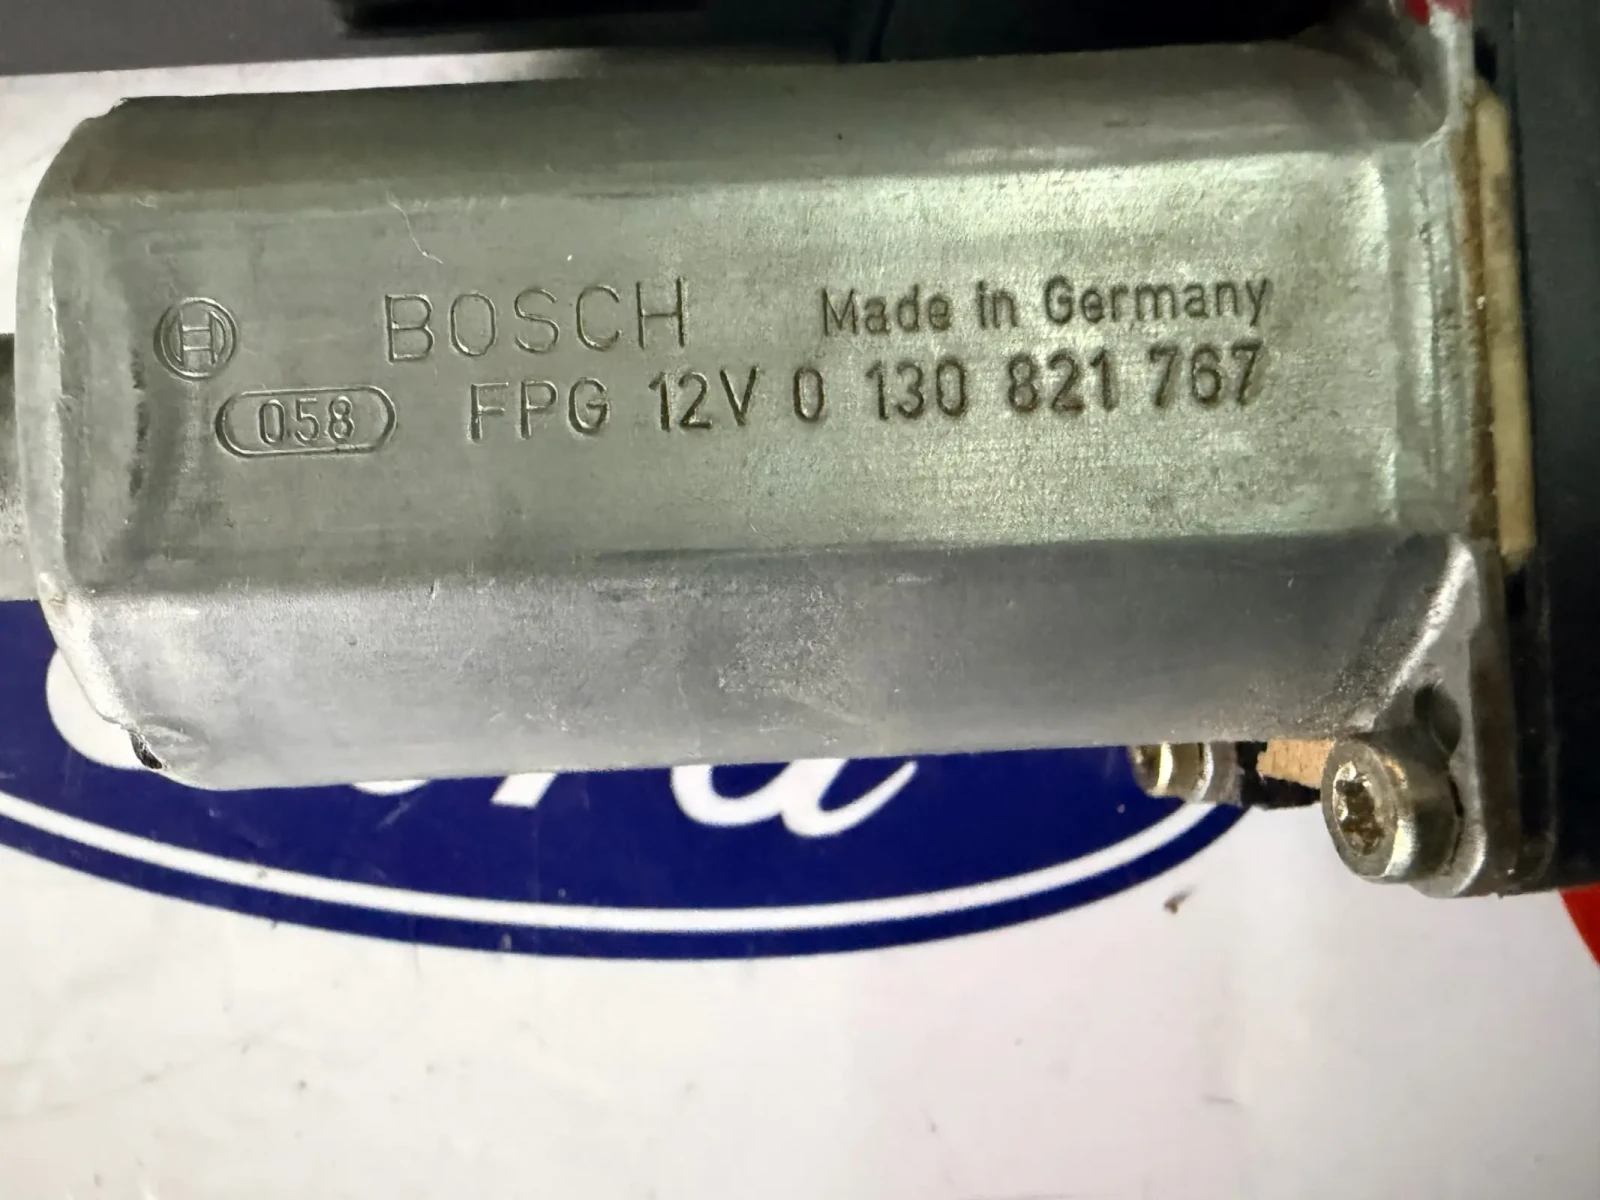 BOSCH Made in Germany
058 FPG 12V 0 130 821 767